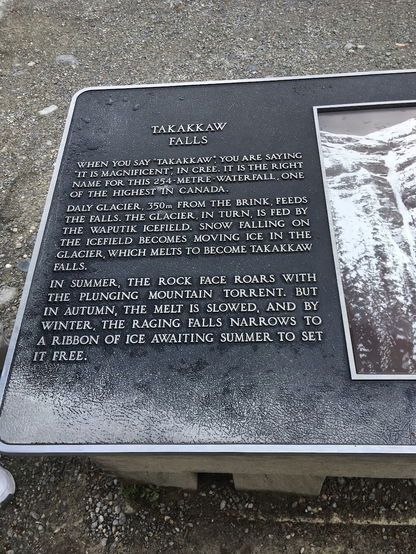 TAKAKKAW
FALLS
WHEN YOU SAY "TAKAKKAW", YOU ARE SAYING
"IT IS MAGNIFICENT", IN CREE. IT IS THE RIGHT
NAME FOR THIS 254-METRE-WATERFALL, ONE
OF THE HIGHEST IN CANADA.
DALY GLACIER, 350m FROM THE BRINK, FEEDS
THE FALLS. THE GLACIER, IN TURN, IS FED BY
THE WAPUTIK ICEFIELD. SNOW FALLING ON
THE ICEFIELD BECOMES MOVING ICE IN THE
GLACIER, WHICH MELTS TO BECOME TAKAKKAW
FALLS.
IN SUMMER, THE ROCK FACE ROARS WITH
THE PLUNGING MOUNTAIN TORRENT. BUT
IN AUTUMN, THE MELT IS SLOWED, AND BY
WINTER, THE RAGING FALLS NARROWS TO
A RIBBON OF ICE AWAITING SUMMER TO SET
IT FREE.